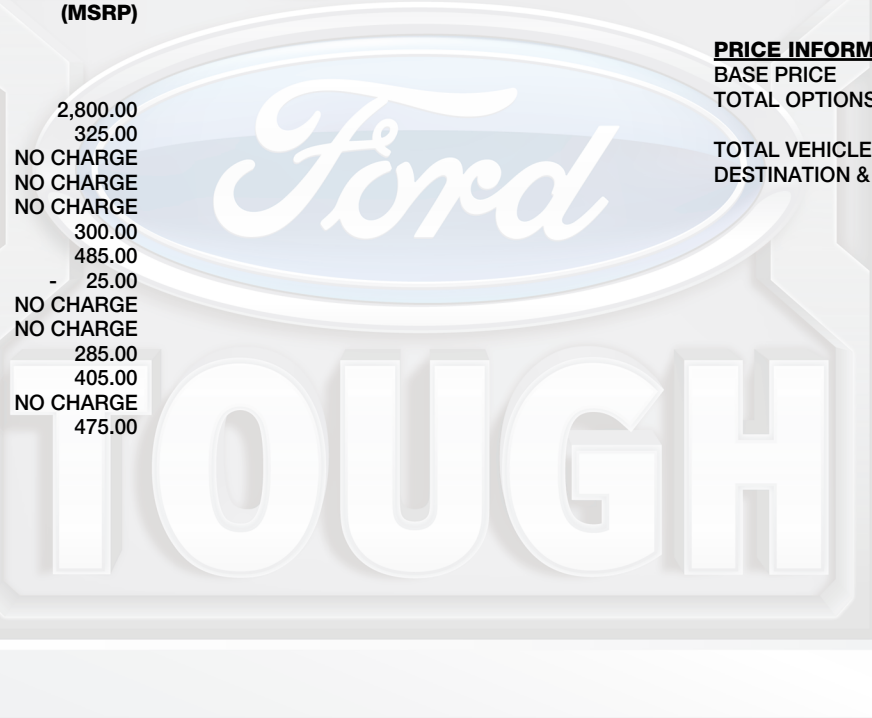 (MSRP)
2,800.00
325.00
NO CHARGE
NO CHARGE
NO CHARGE
300.00
485.00
- 25.00
NO CHARGE
NO CHARGE
285.00
405.00
NO CHARGE
475.00
PRICE INFORM
BASE PRICE
TOTAL OPTIONS
TOTAL VEHICLE
DESTINATION &
Ford
TOUGH